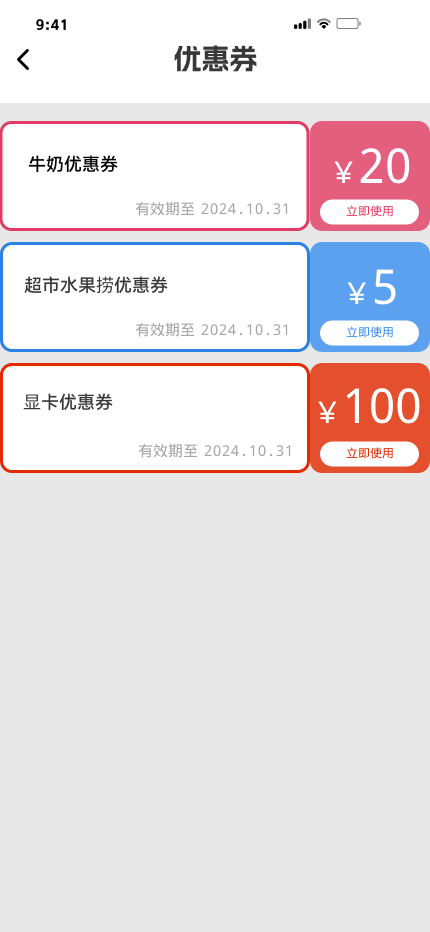 9:41
优惠券
牛奶优惠券
有效期至 2024.10.31
¥ 20
立即使用
超市水果捞优惠券
有效期至 2024.10.31
¥ 5
立即使用
显卡优惠券
有效期至 2024.10.31
¥ 100
立即使用